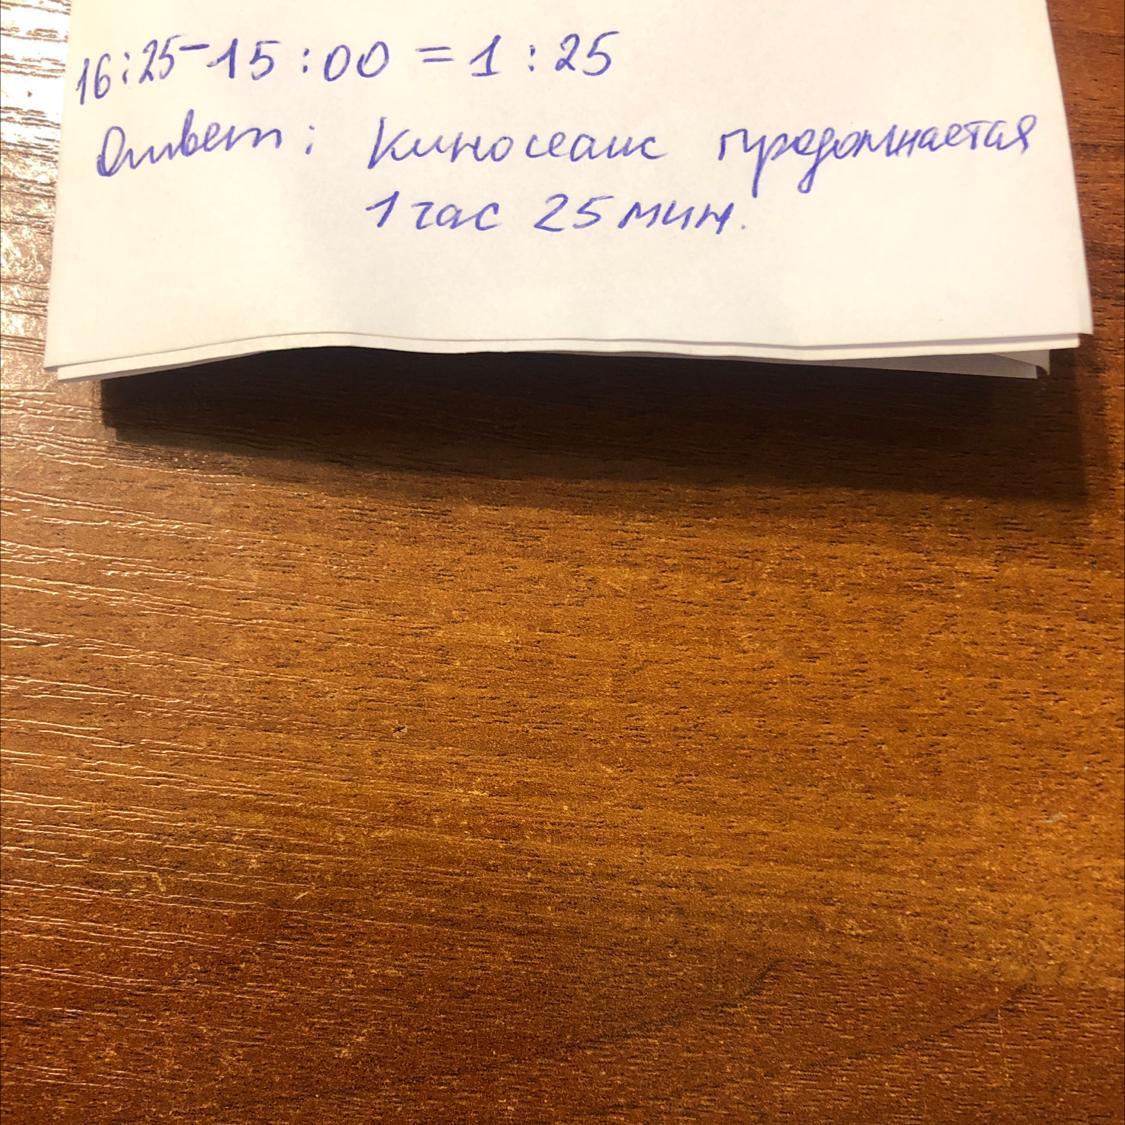 16:25-15:00 = 1:25
Ответ: Киносеанс продолжается
1 час 25 мин.